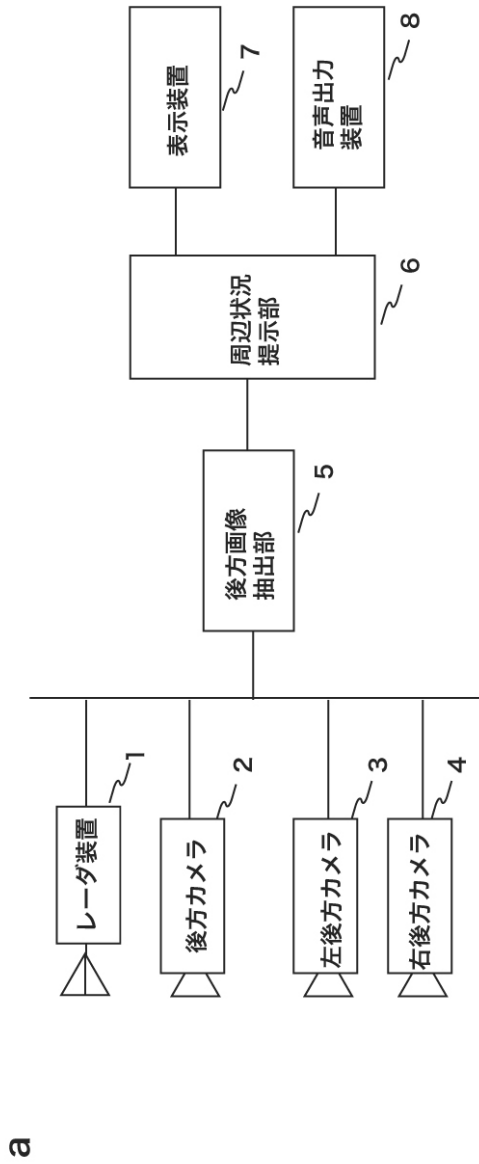 a
レーダ装置
1
後方カメラ
2
左後方カメラ
3
右後方カメラ
4
後方画像
抽出部
5
周辺状況
提示部
6
表示装置
7
音声出力
装置
8